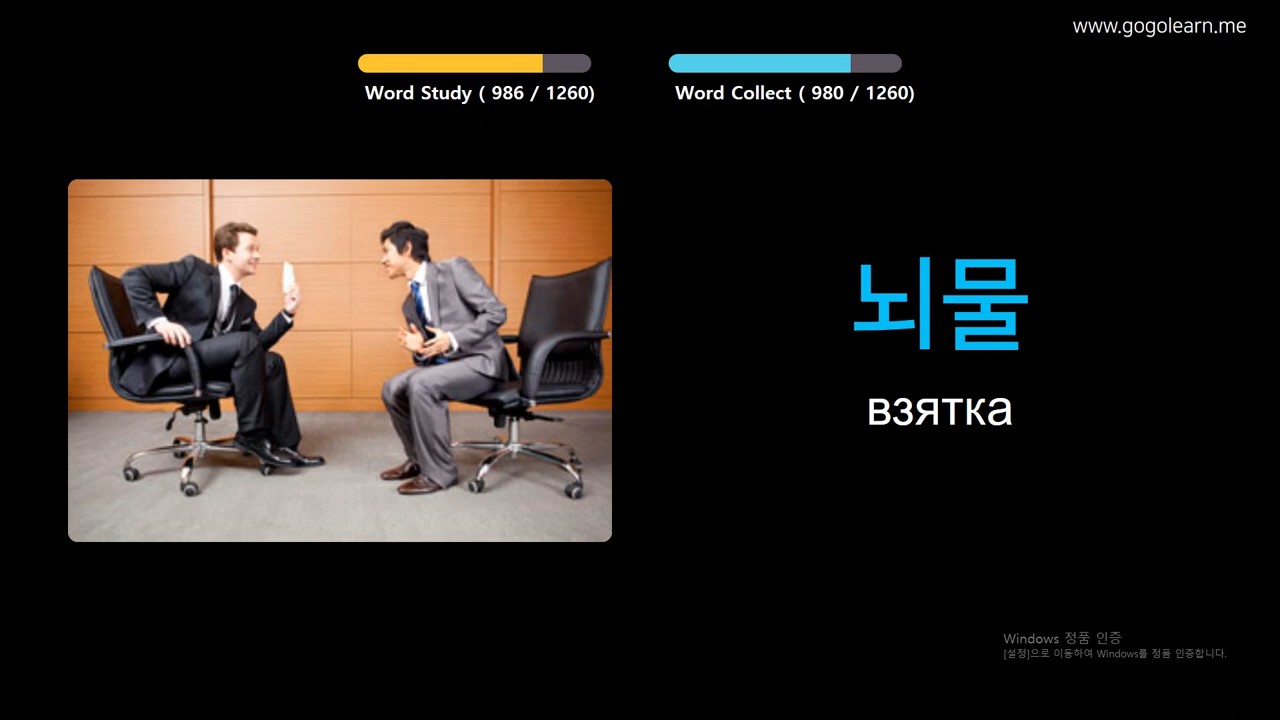 www.gogolearn.me
Word Study ( 986 / 1260)
Word Collect ( 980 / 1260)
뇌물
взятка
Windows 정품 인증
[설정]으로 이동하여 Windows를 정품 인증합니다.